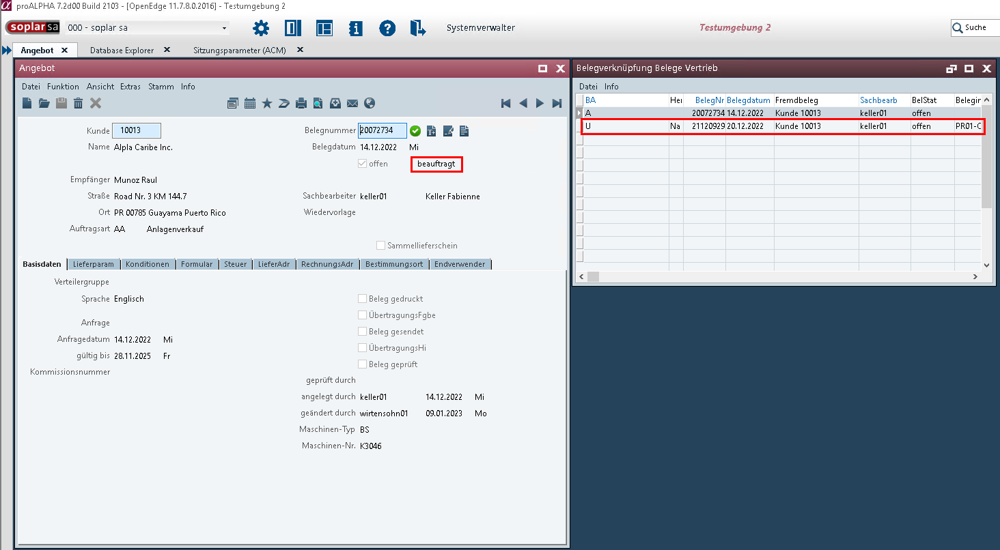 proALPHA 7.2d00 Build 2103 - [OpenEdge 11.7.8.0.2016] - Testumgebung 2
soplar sa 000 - soplar sa Systemverwalter Testumgebung 2 Suche
Angebot Database Explorer Sitzungsparameter (ACM)
Angebot
Datei Funktion Ansicht Extras Stamm Info
Kunde 10013 Belegnummer 20072734
Name Alpla Caribe Inc. Belegdatum 14.12.2022 Mi
offen beauftragt
Empfänger Munoz Raul
Straße Road Nr. 3 KM 144.7 Sachbearbeiter keller01 Keller Fabienne
Ort PR 00785 Guayama Puerto Rico Wiedervorlage
Auftragsart AA Anlagenverkauf
Sammellieferschein
Basisdaten Lieferparam Konditionen Formular Steuer LieferAdr RechnungsAdr Bestimmungsort Endverwender
Verteilergruppe
Sprache Englisch Beleg gedruckt
ÜbertragungsFgbe
Anfrage
Anfragedatum 14.12.2022 Mi Beleg gesendet
gültig bis 28.11.2025 Fr ÜbertragungsHi
Kommissionsnummer Beleg geprüft
geprüft durch
angelegt durch keller01 14.12.2022 Mi
geändert durch wirtensohn01 09.01.2023 Mo
Maschinen-Typ BS
Maschinen-Nr. K3046
Belegverknüpfung Belege Vertrieb
Datei Info
BA Her BelegNr Belegdatum Fremdbeleg Sachbearb BelStat Belegir
A 20072734 14.12.2022 Kunde 10013 keller01 offen
U Na 21120929 20.12.2022 Kunde 10013 keller01 offen PR01-C